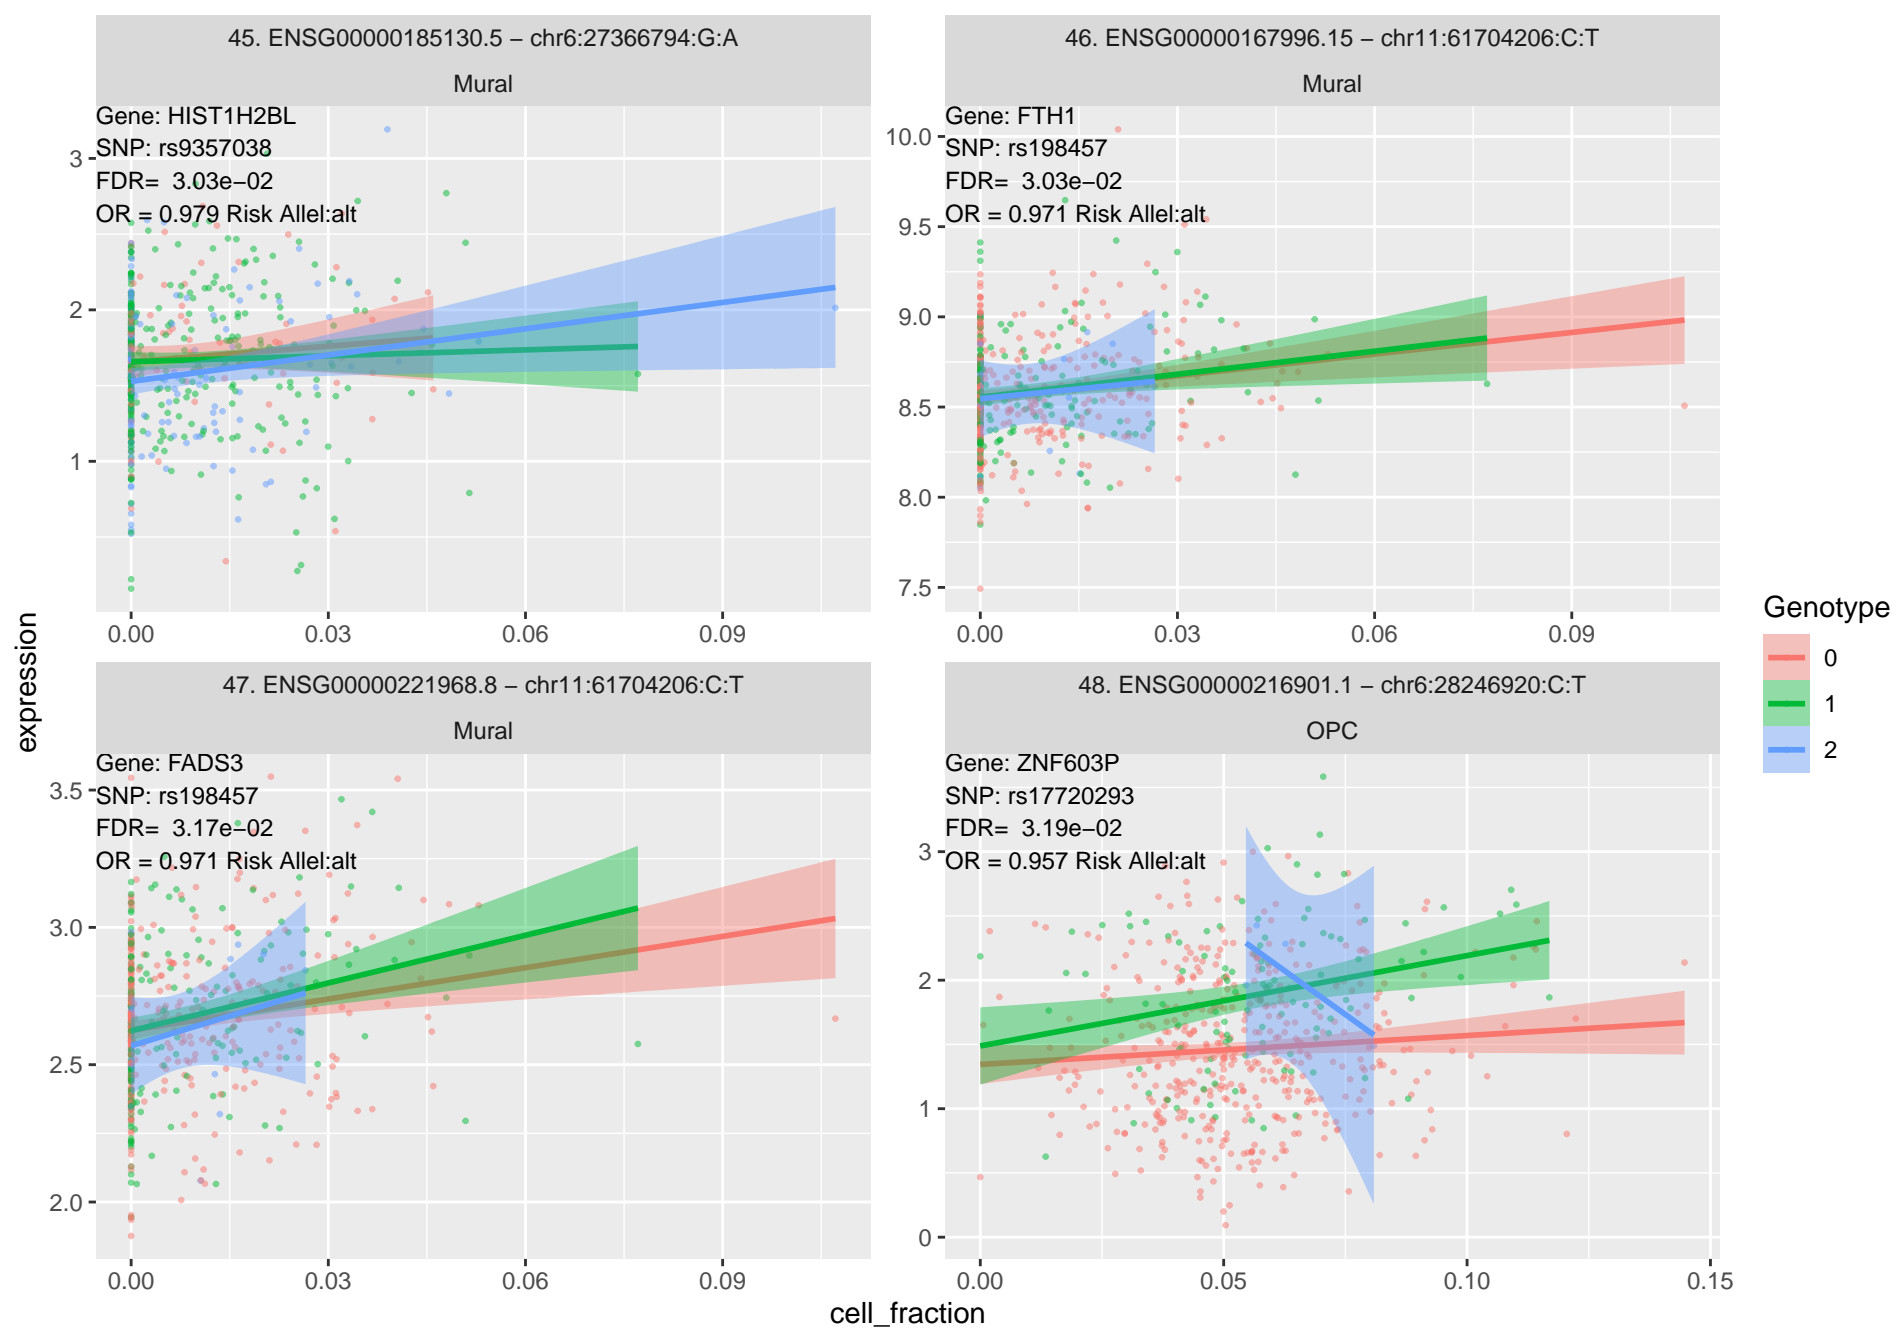 45. ENSG00000185130.5 − chr6:27366794:G:A
Mural
Gene: HIST1H2BL
SNP: rs9357038
FDR= 3.03e−02
OR = 0.979 Risk Allel:alt
3
2
1
0.00 0.03 0.06 0.09
46. ENSG00000167996.15 − chr11:61704206:C:T
Mural
Gene: FTH1
SNP: rs198457
FDR= 3.03e−02
OR = 0.971 Risk Allel:alt
10.0
9.5
9.0
8.5
8.0
7.5
0.00 0.03 0.06 0.09
47. ENSG00000221968.8 − chr11:61704206:C:T
Mural
Gene: FADS3
SNP: rs198457
FDR= 3.17e−02
OR = 0.971 Risk Allel:alt
3.5
3.0
2.5
2.0
0.00 0.03 0.06 0.09
48. ENSG00000216901.1 − chr6:28246920:C:T
OPC
Gene: ZNF603P
SNP: rs17720293
FDR= 3.19e−02
OR = 0.957 Risk Allel:alt
3
2
1
0
0.00 0.05 0.10 0.15
expression
cell_fraction
Genotype
0
1
2